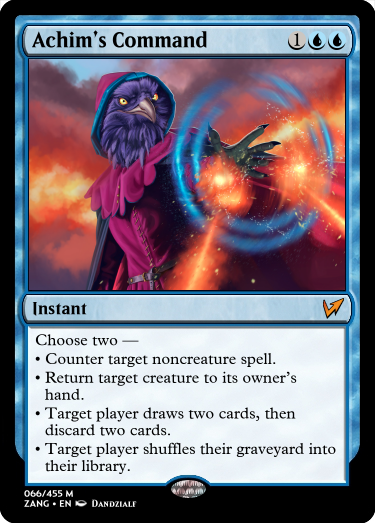 Achim's Command 1
Instant
Choose two —
• Counter target noncreature spell.
• Return target creature to its owner's
hand.
• Target player draws two cards, then
discard two cards.
• Target player shuffles their graveyard into
their library.
066/455 M
ZANG • EN Dandzialf